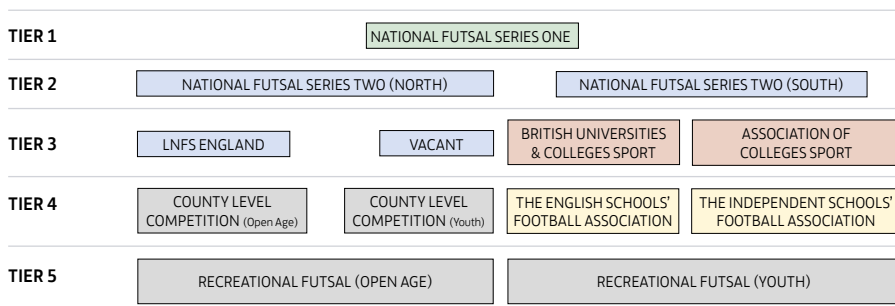 TIER 1
NATIONAL FUTSAL SERIES ONE
TIER 2
NATIONAL FUTSAL SERIES TWO (NORTH)
NATIONAL FUTSAL SERIES TWO (SOUTH)
TIER 3
LNFS ENGLAND
VACANT
BRITISH UNIVERSITIES
& COLLEGES SPORT
ASSOCIATION OF
COLLEGES SPORT
TIER 4
COUNTY LEVEL
COMPETITION (Open Age)
COUNTY LEVEL
COMPETITION (Youth)
THE ENGLISH SCHOOLS'
FOOTBALL ASSOCIATION
THE INDEPENDENT SCHOOLS'
FOOTBALL ASSOCIATION
TIER 5
RECREATIONAL FUTSAL (OPEN AGE)
RECREATIONAL FUTSAL (YOUTH)